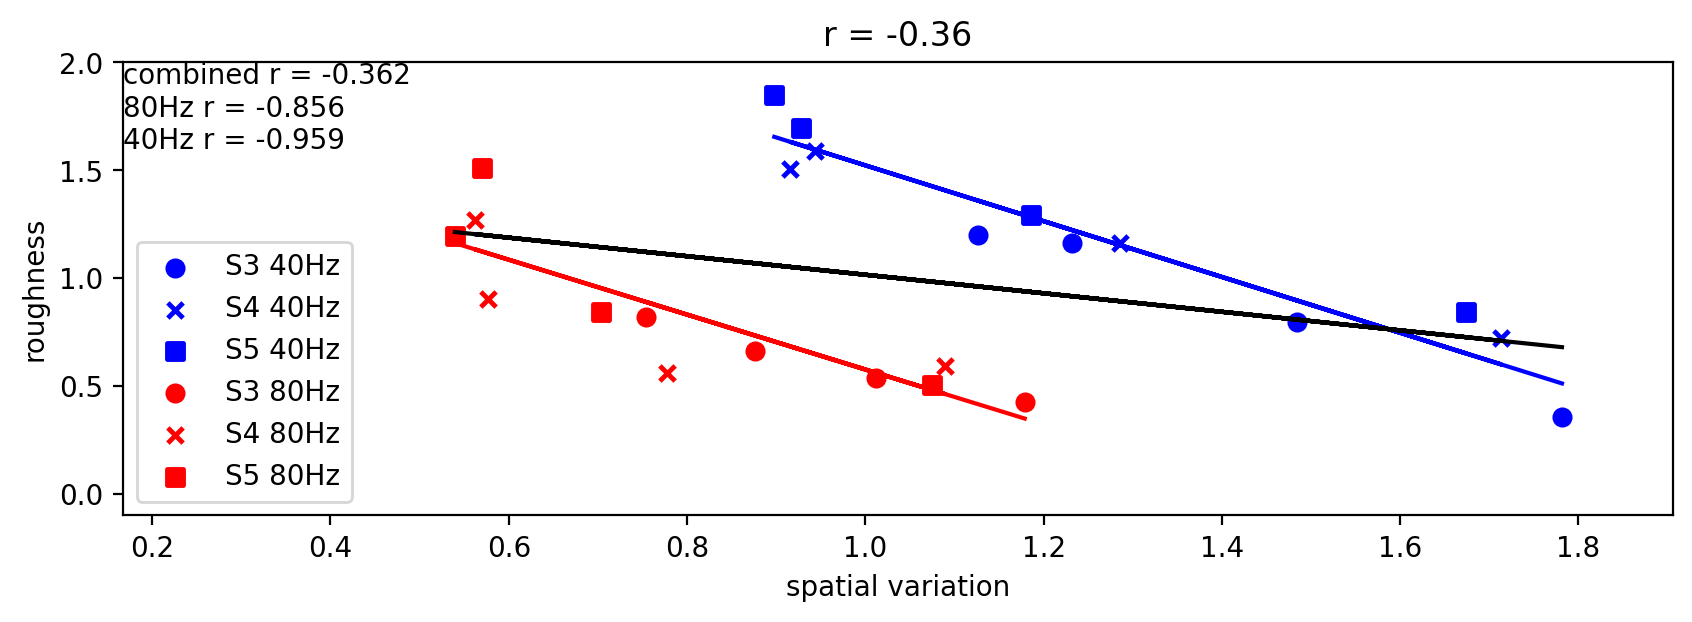 r = -0.36
combined r = -0.362
80Hz r = -0.856
40Hz r = -0.959
2.0
1.5
1.0
0.5
0.0
roughness
S3 40Hz
S4 40Hz
S5 40Hz
S3 80Hz
S4 80Hz
S5 80Hz
0.2 0.4 0.6 0.8 1.0 1.2 1.4 1.6 1.8
spatial variation